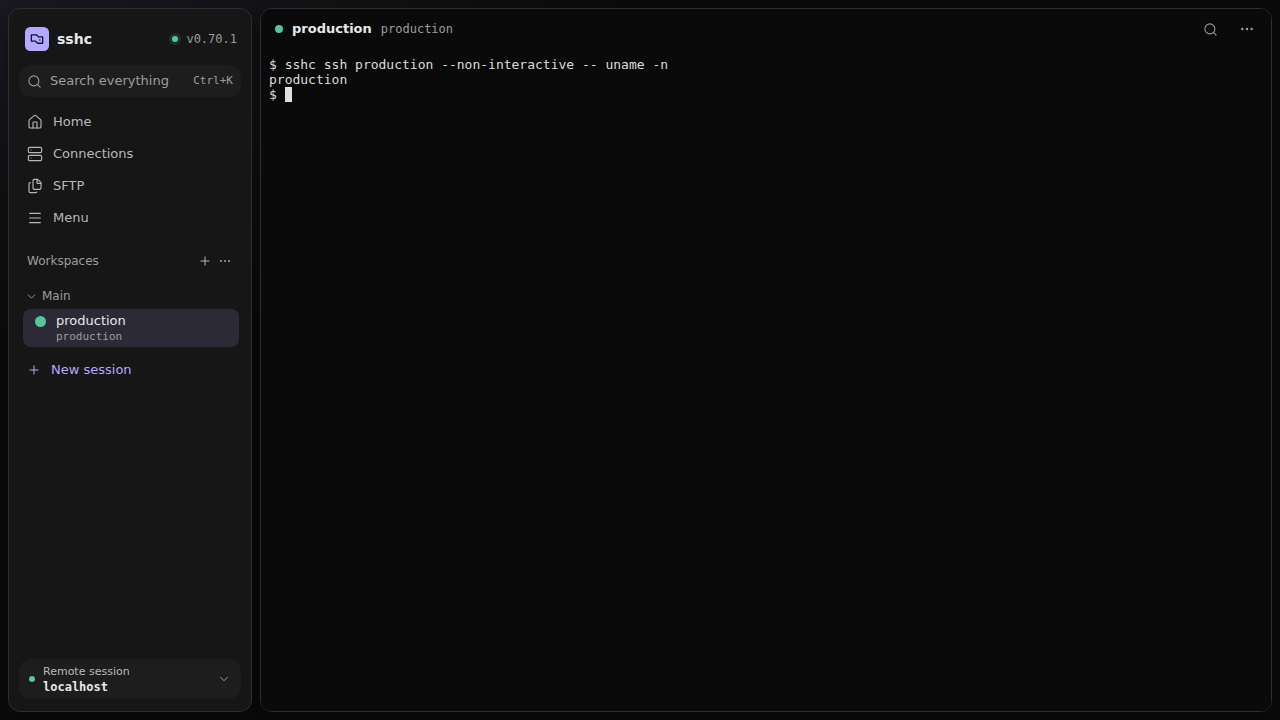 sshc
v0.70.1
Search everything
Ctrl+K
Home
Connections
SFTP
Menu
Workspaces
Main
production
production
New session
Remote session
localhost
production production
$ sshc ssh production --non-interactive -- uname -n
production
$